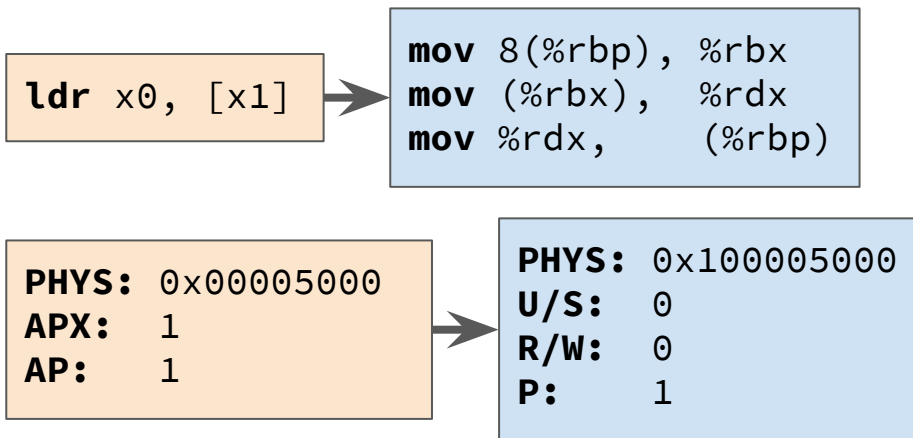 ldr x0, [x1]
mov 8(%rbp), %rbx
mov (%rbx), %rdx
mov %rdx, (%rbp)
PHYS: 0x00005000
APX: 1
AP: 1
PHYS: 0x100005000
U/S: 0
R/W: 0
P: 1